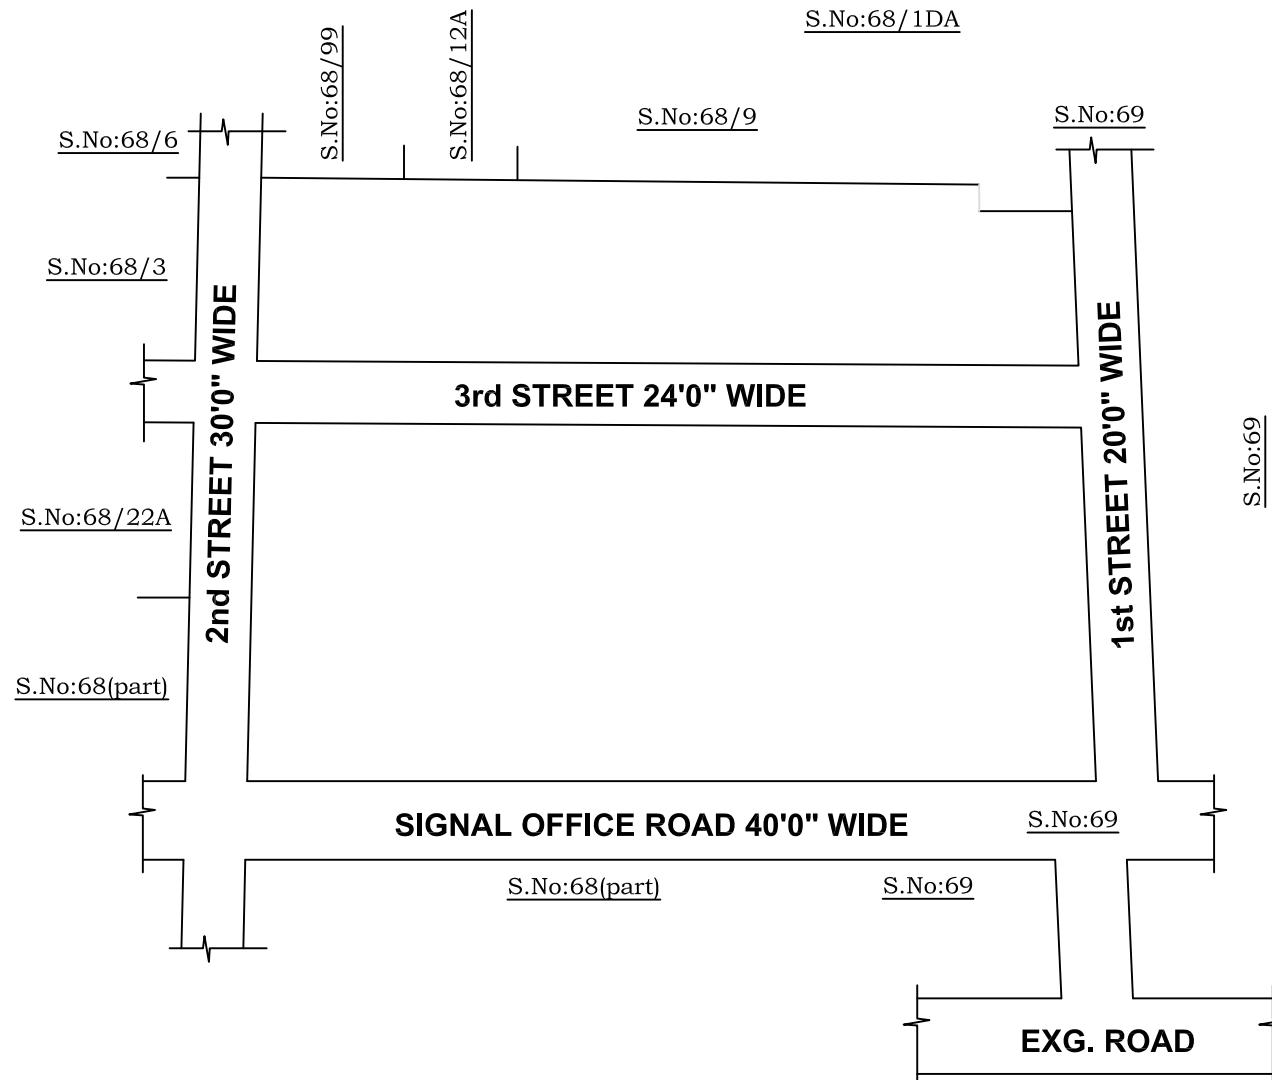 S.No:68/1DA
S.No:68/99
S.No:68/12A
S.No:68/9
S.No:69
S.No:68/6
S.No:68/3
2nd STREET 30'0" WIDE
3rd STREET 24'0" WIDE
1st STREET 20'0" WIDE
S.No:69
S.No:68/22A
S.No:68(part)
SIGNAL OFFICE ROAD 40'0" WIDE
S.No:69
S.No:68(part)
S.No:69
EXG. ROAD